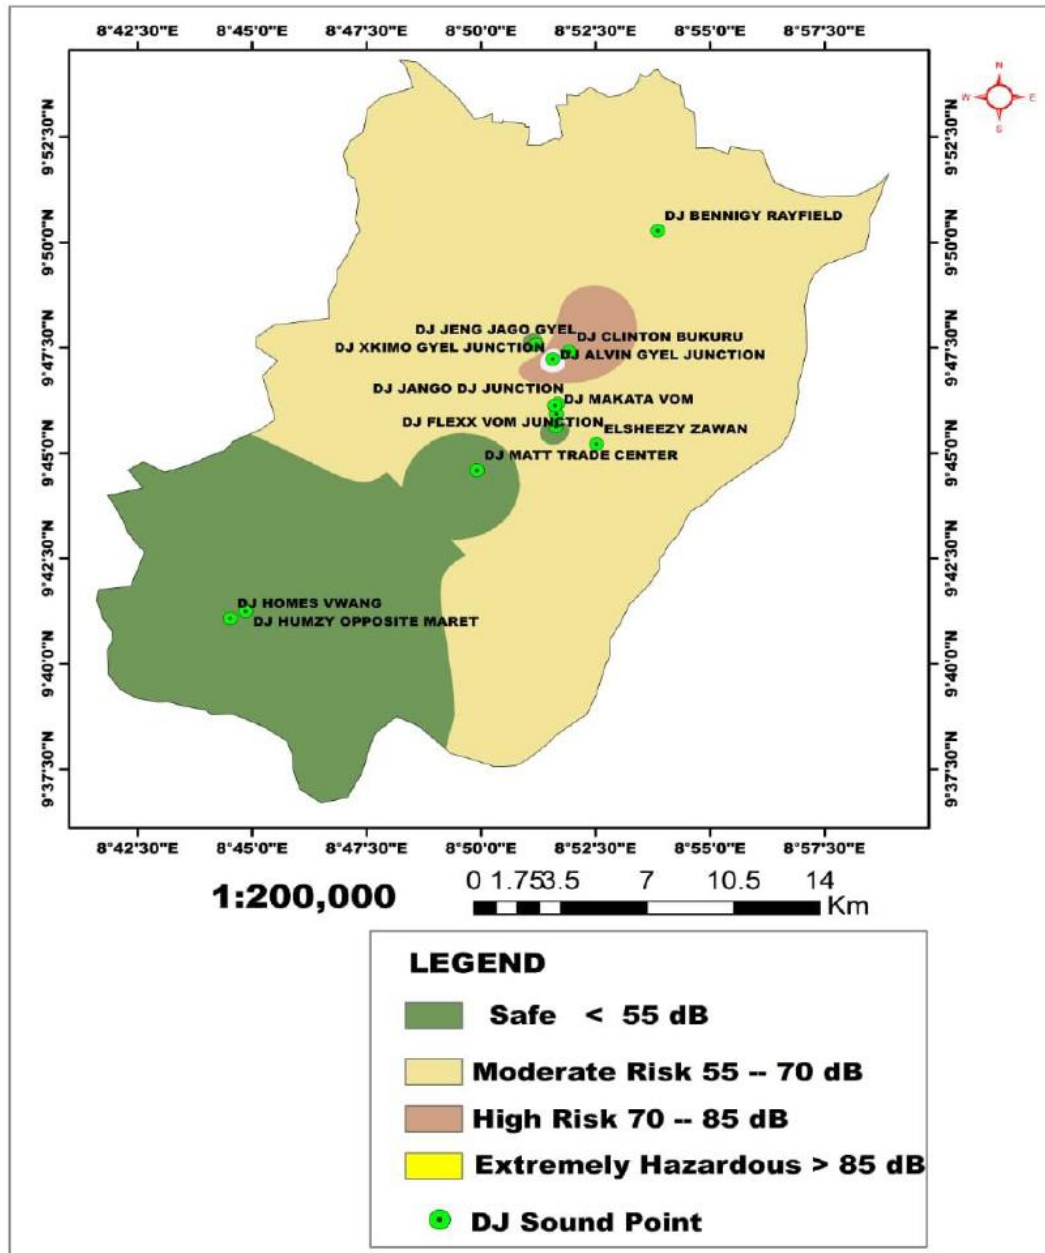 8°42'30"E 8°45'0"E 8°47'30"E 8°50'0"E 8°52'30"E 8°55'0"E 8°57'30"E
N
W E
S
9°52'30"N 9°52'30"N
DJ BENNIGY RAYFIELD
9°50'0"N 9°50'0"N
DJ JENG JAGO GYEL
DJ CLINTON BUKURU
DJ XKIMO GYEL JUNCTION
DJ ALVIN GYEL JUNCTION
9°47'30"N 9°47'30"N
DJ JANGO DJ JUNCTION
DJ MAKATA VOM
DJ FLEXX VOM JUNCTION
ELSHEEZY ZAWAN
DJ MATT TRADE CENTER
9°45'0"N 9°45'0"N
9°42'30"N 9°42'30"N
DJ HOMES VWANG
DJ HUMZY OPPOSITE MARET
9°40'0"N 9°40'0"N
9°37'30"N 9°37'30"N
8°42'30"E 8°45'0"E 8°47'30"E 8°50'0"E 8°52'30"E 8°55'0"E 8°57'30"E
1:200,000
0 1.75 3.5 7 10.5 14
Km
LEGEND
Safe < 55 dB
Moderate Risk 55 -- 70 dB
High Risk 70 -- 85 dB
Extremely Hazardous > 85 dB
DJ Sound Point